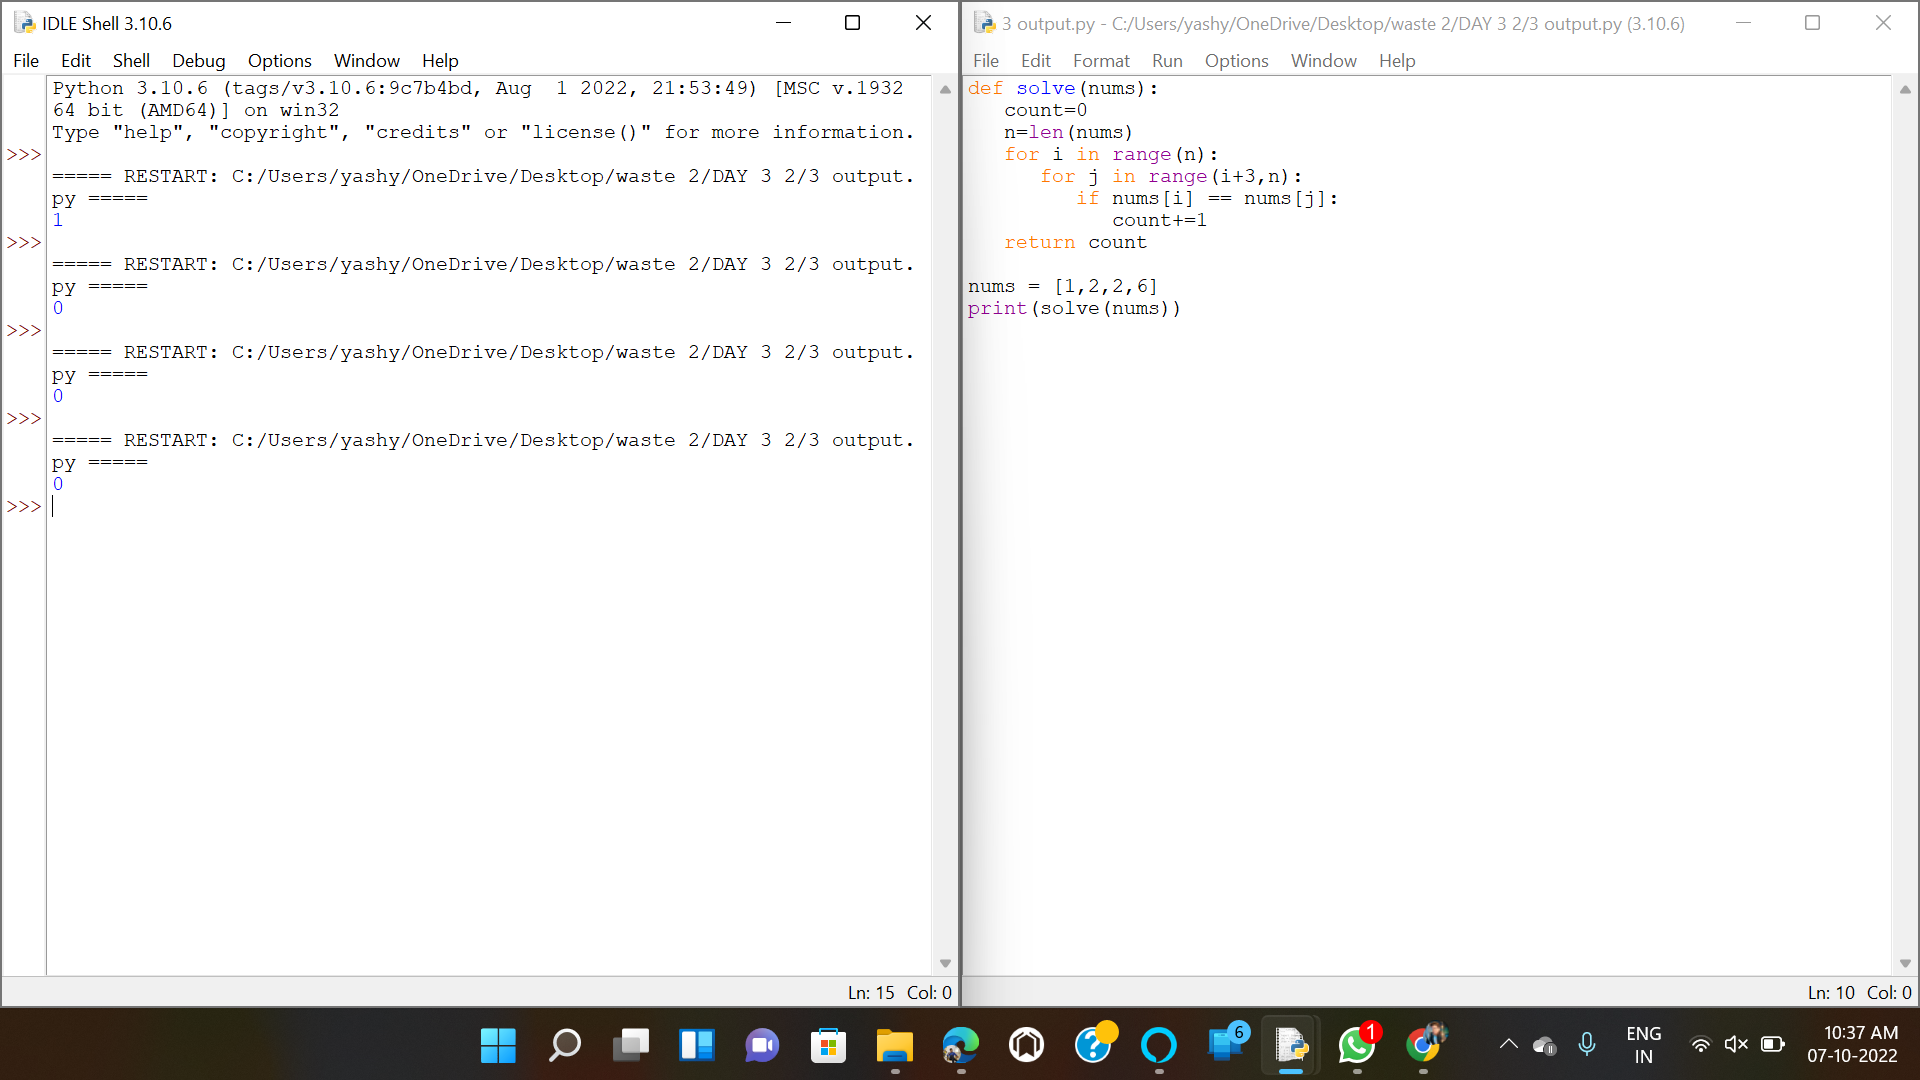 IDLE Shell 3.10.6
File Edit Shell Debug Options Window Help
Python 3.10.6 (tags/v3.10.6:9c7b4bd, Aug  1 2022, 21:53:49) [MSC v.1932
64 bit (AMD64)] on win32
Type "help", "copyright", "credits" or "license()" for more information.
>>>
===== RESTART: C:/Users/yashy/OneDrive/Desktop/waste 2/DAY 3 2/3 output.
py =====
1
>>>
===== RESTART: C:/Users/yashy/OneDrive/Desktop/waste 2/DAY 3 2/3 output.
py =====
0
>>>
===== RESTART: C:/Users/yashy/OneDrive/Desktop/waste 2/DAY 3 2/3 output.
py =====
0
>>>
===== RESTART: C:/Users/yashy/OneDrive/Desktop/waste 2/DAY 3 2/3 output.
py =====
0
>>>
Ln: 15 Col: 0
3 output.py - C:/Users/yashy/OneDrive/Desktop/waste 2/DAY 3 2/3 output.py (3.10.6)
File Edit Format Run Options Window Help
def solve(nums):
   count=0
   n=len(nums)
   for i in range(n):
      for j in range(i+3,n):
         if nums[i] == nums[j]:
            count+=1
   return count
nums = [1,2,2,6]
print(solve(nums))
Ln: 10 Col: 0
?
6
1
ENG
IN
10:37 AM
07-10-2022